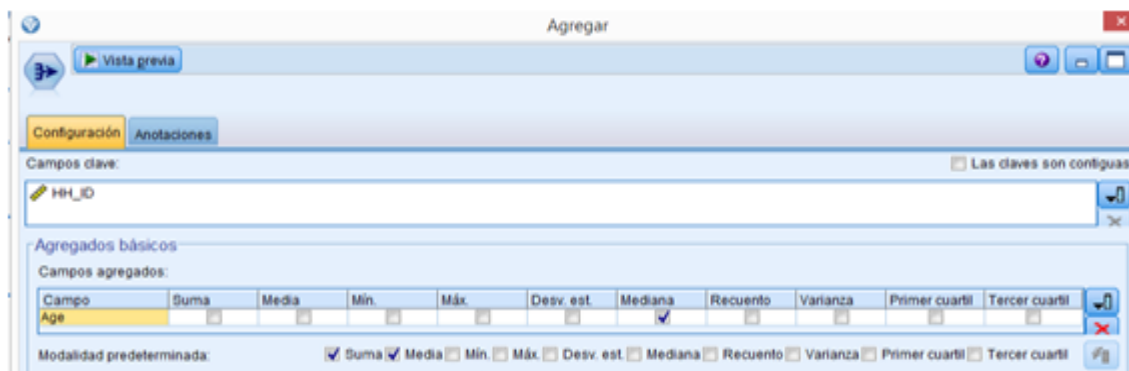 Agregar
Vista previa
Configuración Anotaciones
Campos clave: Las claves son contiguas
HH_ID
Agregados básicos
Campos agregados:
Campo Suma Media Mín. Máx. Desv. est. Mediana Recuento Varianza Primer cuartil Tercer cuartil
Age
Modalidad predeterminada: Suma Media Mín. Máx. Desv. est. Mediana Recuento Varianza Primer cuartil Tercer cuartil